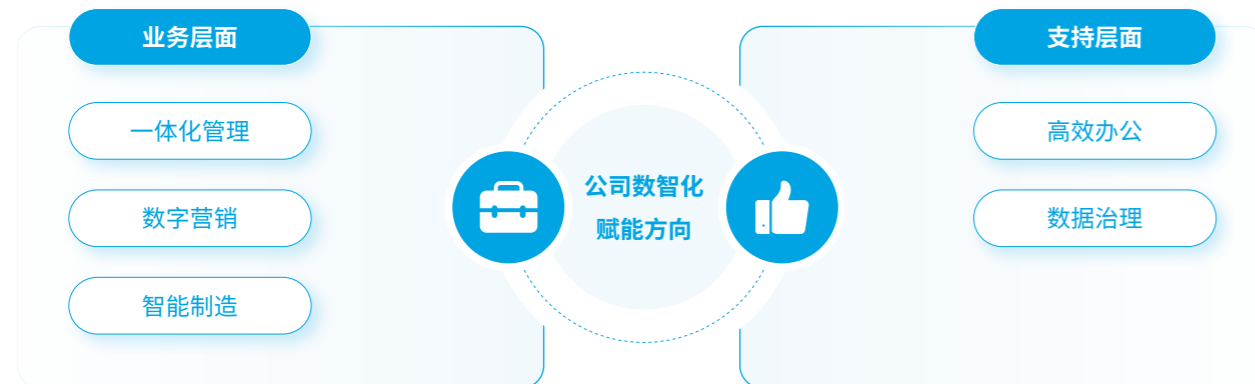 业务层面
一体化管理
数字营销
智能制造
公司数智化
赋能方向
支持层面
高效办公
数据治理